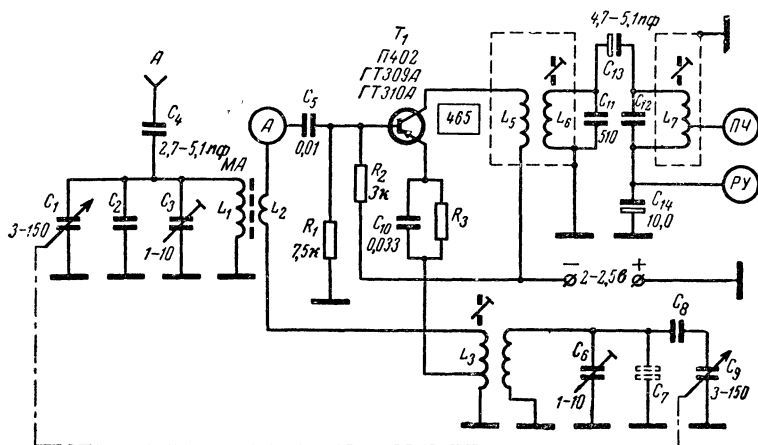 4,7–5,1пф
C13
T1
П402
ГТ309А
ГТ310А
A
C4
2,7–5,1пф
МА
C5
0,01
A
465
L5
L6
C11
510
C12
L7
ПЧ
РУ
C14
10,0
C1
3-150
C2
C3
1-10
L1
L2
R2
3к
R1
7,5к
C10
0,033
R3
– 2-2,5в +
L3
C6
1-10
C7
C8
C9
3-150